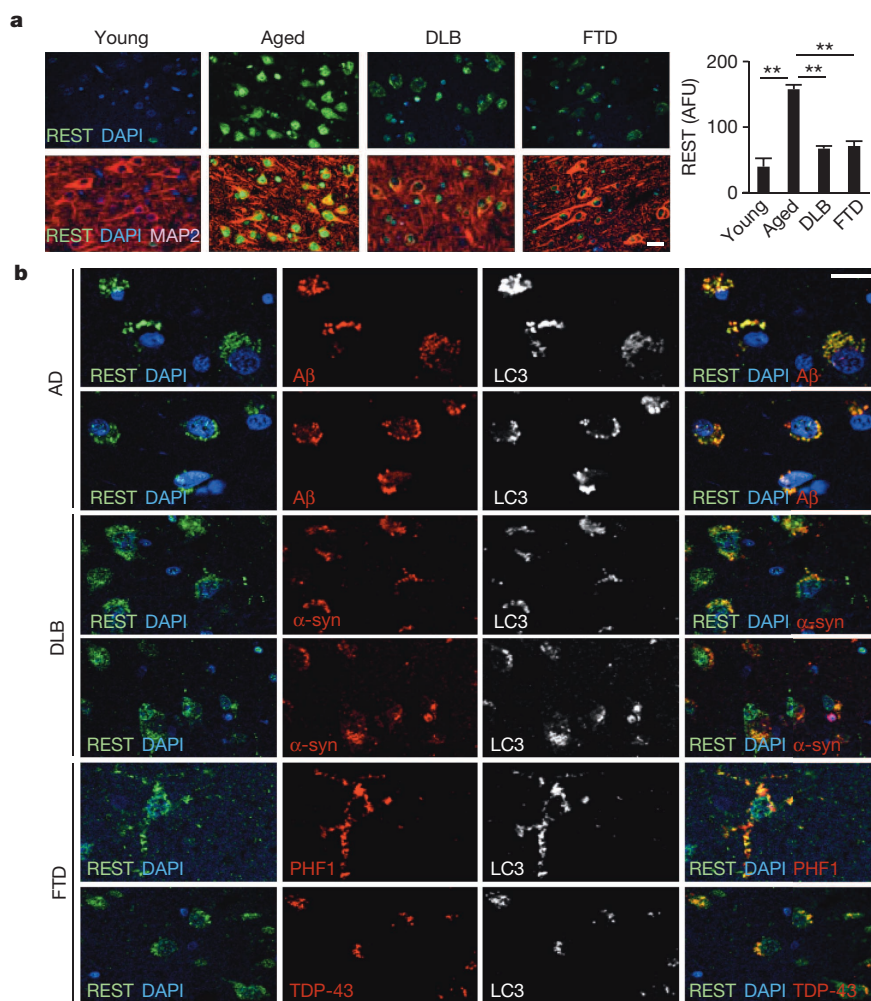 a
Young Aged DLB FTD
REST DAPI
REST DAPI MAP2
REST (AFU)
200
100
0
** ** **
Young Aged DLB FTD
b
AD
REST DAPI Aβ LC3 REST DAPI Aβ
REST DAPI Aβ LC3 REST DAPI Aβ
DLB
REST DAPI α-syn LC3 REST DAPI α-syn
REST DAPI α-syn LC3 REST DAPI α-syn
FTD
REST DAPI PHF1 LC3 REST DAPI PHF1
REST DAPI TDP-43 LC3 REST DAPI TDP-43